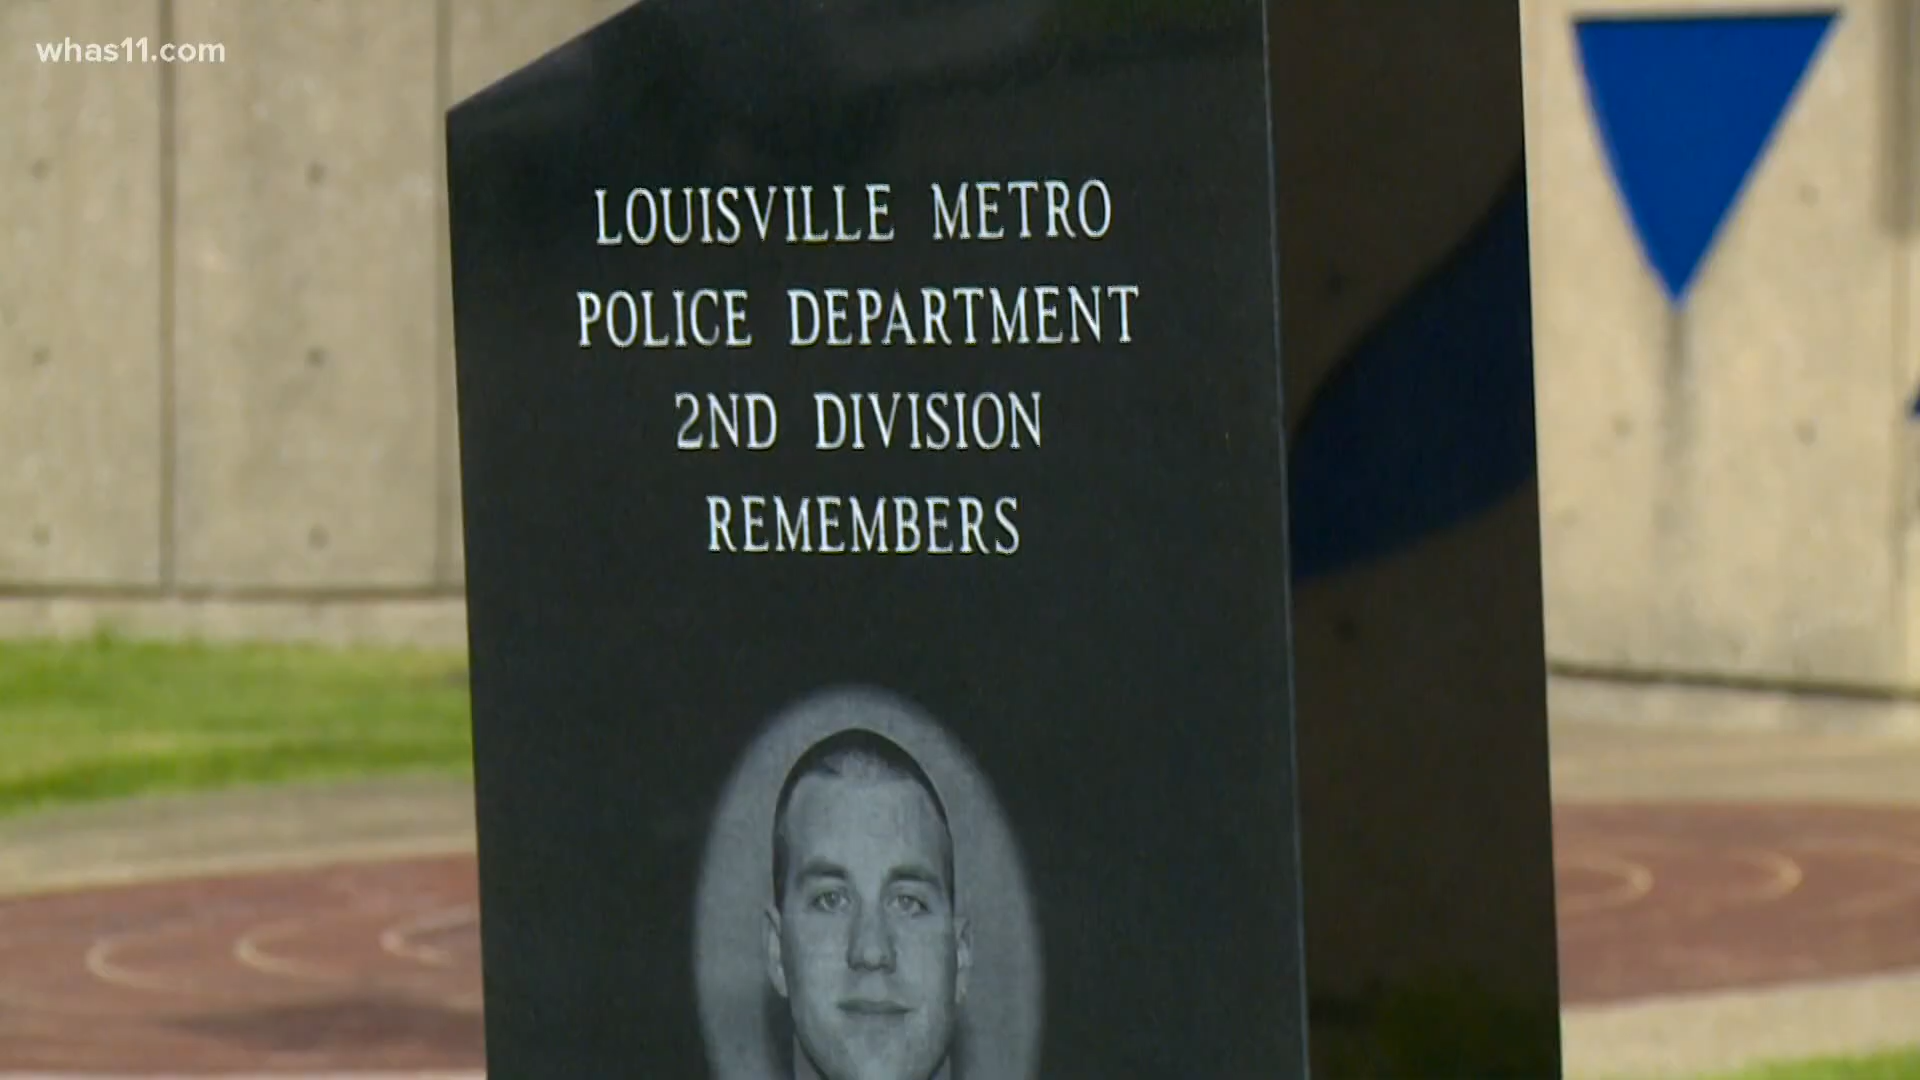 whas11.com
LOUISVILLE METRO
POLICE DEPARTMENT
2ND DIVISION
REMEMBERS